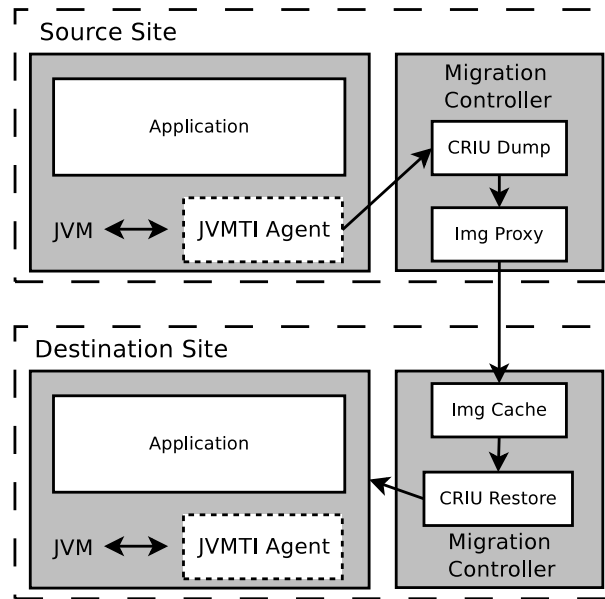 Source Site
Application
JVM
JVMTI Agent
Migration
Controller
CRIU Dump
Img Proxy
Destination Site
Application
JVM
JVMTI Agent
Img Cache
CRIU Restore
Migration
Controller